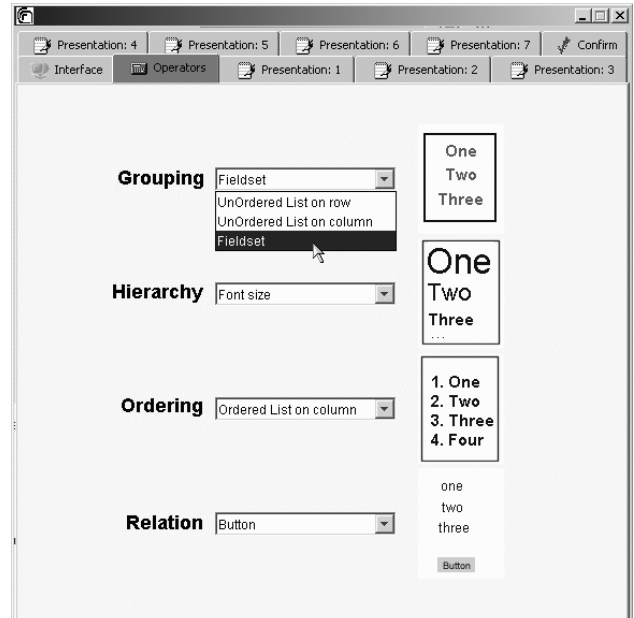 Presentation: 4 Presentation: 5 Presentation: 6 Presentation: 7 Confirm
Interface Operators Presentation: 1 Presentation: 2 Presentation: 3
Grouping Fieldset
UnOrdered List on row
UnOrdered List on column
Fieldset
One
Two
Three
Hierarchy Font size
One
Two
Three
...
Ordering Ordered List on column
1. One
2. Two
3. Three
4. Four
Relation Button
one
two
three
Button